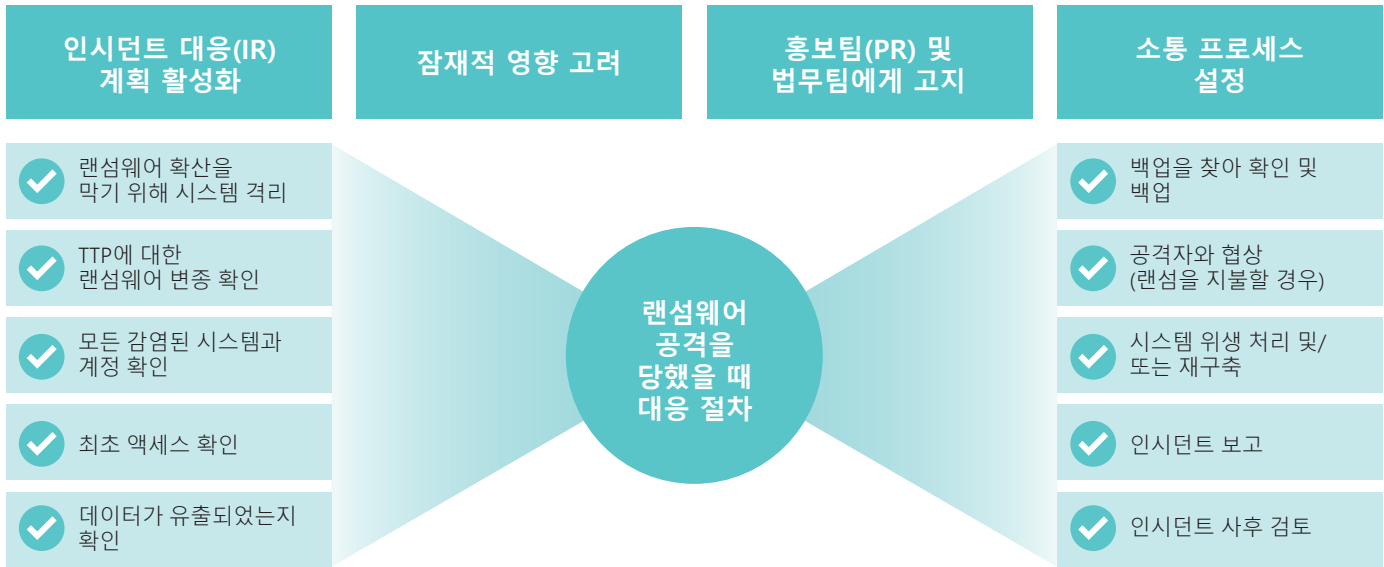 인시던트 대응(IR)
계획 활성화
잠재적 영향 고려
홍보팀(PR) 및
법무팀에게 고지
소통 프로세스
설정
랜섬웨어 확산을
막기 위해 시스템 격리
TTP에 대한
랜섬웨어 변종 확인
모든 감염된 시스템과
계정 확인
최초 액세스 확인
데이터가 유출되었는지
확인
랜섬웨어
공격을
당했을 때
대응 절차
백업을 찾아 확인 및
백업
공격자와 협상
(랜섬을 지불할 경우)
시스템 위생 처리 및/
또는 재구축
인시던트 보고
인시던트 사후 검토